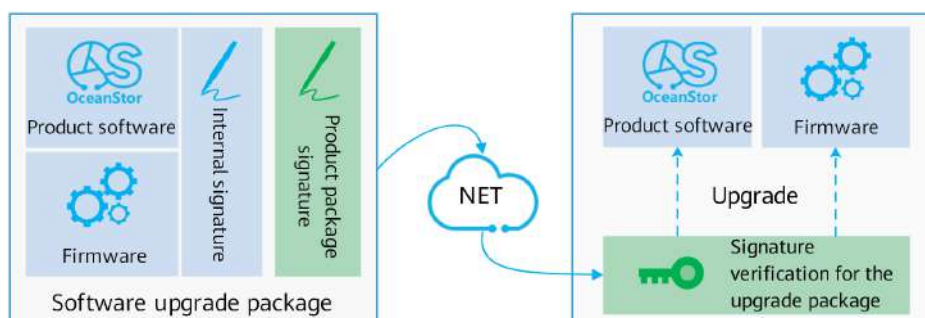 OceanStor
Product software
Firmware
Internal signature
Product package
signature
Software upgrade package
NET
OceanStor
Product software
Firmware
Upgrade
Signature
verification for the
upgrade package